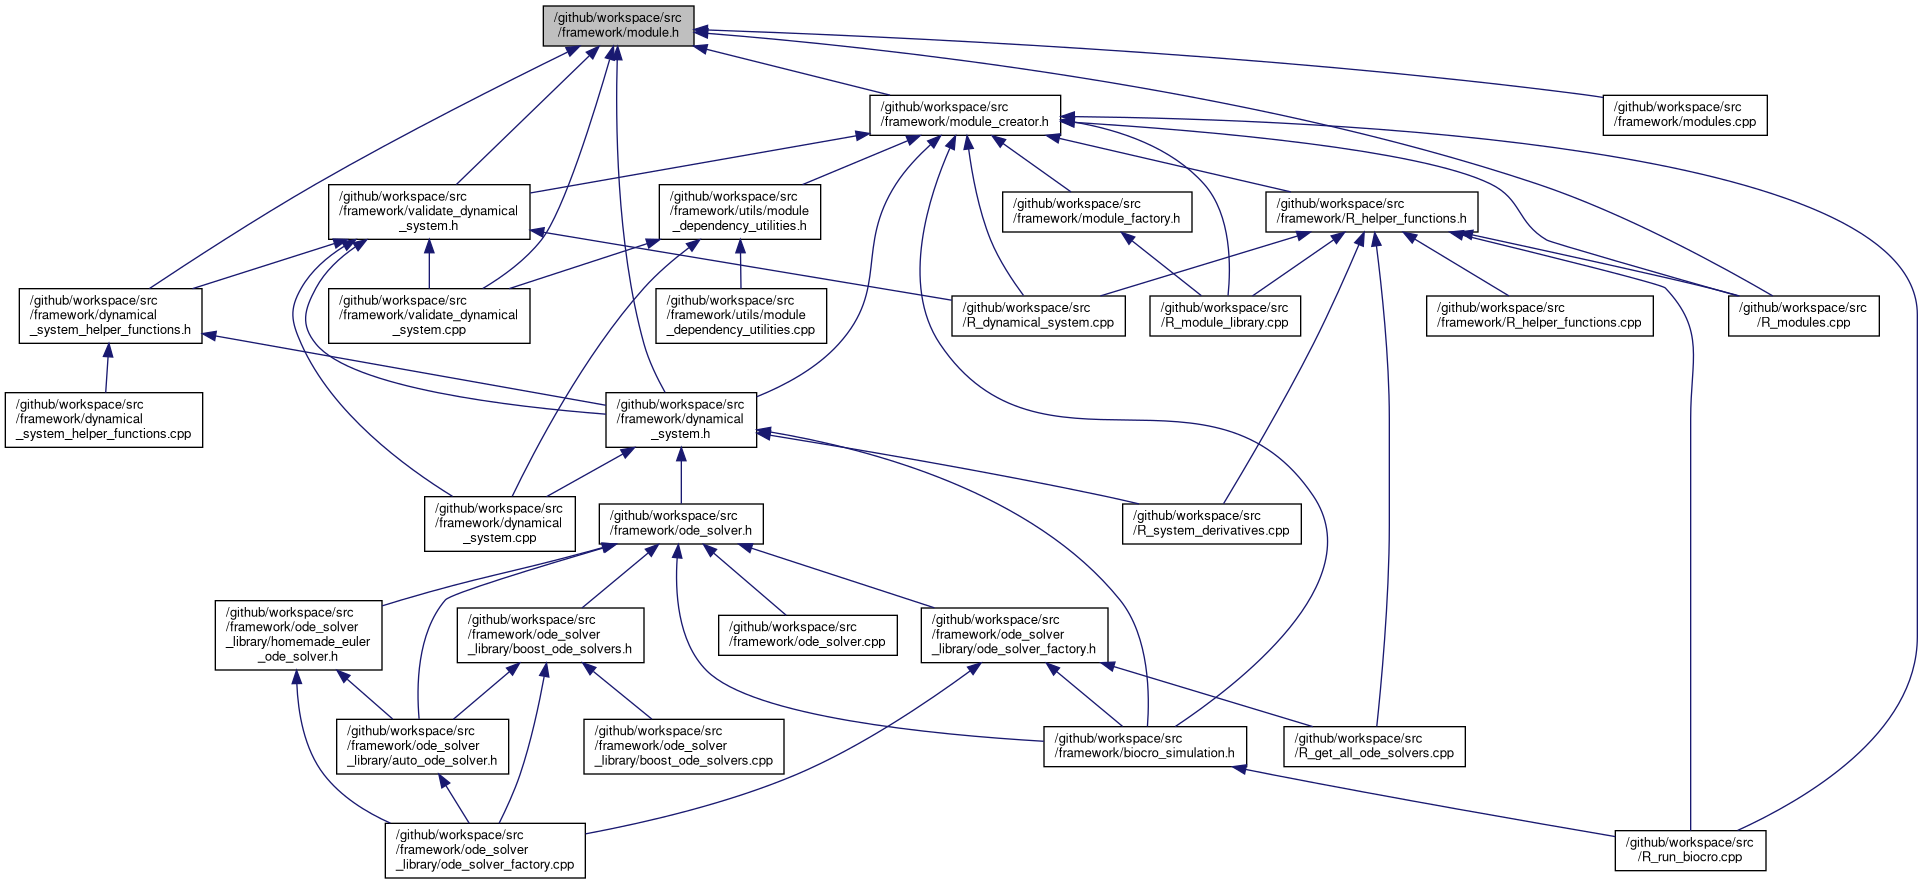 /github/workspace/src
/framework/module.h
/github/workspace/src
/framework/module_creator.h
/github/workspace/src
/framework/modules.cpp
/github/workspace/src
/framework/validate_dynamical
_system.h
/github/workspace/src
/framework/utils/module
_dependency_utilities.h
/github/workspace/src
/framework/module_factory.h
/github/workspace/src
/framework/R_helper_functions.h
/github/workspace/src
/framework/dynamical
_system_helper_functions.h
/github/workspace/src
/framework/validate_dynamical
_system.cpp
/github/workspace/src
/framework/utils/module
_dependency_utilities.cpp
/github/workspace/src
/R_dynamical_system.cpp
/github/workspace/src
/R_module_library.cpp
/github/workspace/src
/framework/R_helper_functions.cpp
/github/workspace/src
/R_modules.cpp
/github/workspace/src
/framework/dynamical
_system_helper_functions.cpp
/github/workspace/src
/framework/dynamical
_system.h
/github/workspace/src
/framework/dynamical
_system.cpp
/github/workspace/src
/framework/ode_solver.h
/github/workspace/src
/R_system_derivatives.cpp
/github/workspace/src
/framework/ode_solver
_library/homemade_euler
_ode_solver.h
/github/workspace/src
/framework/ode_solver
_library/boost_ode_solvers.h
/github/workspace/src
/framework/ode_solver.cpp
/github/workspace/src
/framework/ode_solver
_library/ode_solver_factory.h
/github/workspace/src
/framework/ode_solver
_library/auto_ode_solver.h
/github/workspace/src
/framework/ode_solver
_library/boost_ode_solvers.cpp
/github/workspace/src
/framework/biocro_simulation.h
/github/workspace/src
/R_get_all_ode_solvers.cpp
/github/workspace/src
/framework/ode_solver
_library/ode_solver_factory.cpp
/github/workspace/src
/R_run_biocro.cpp